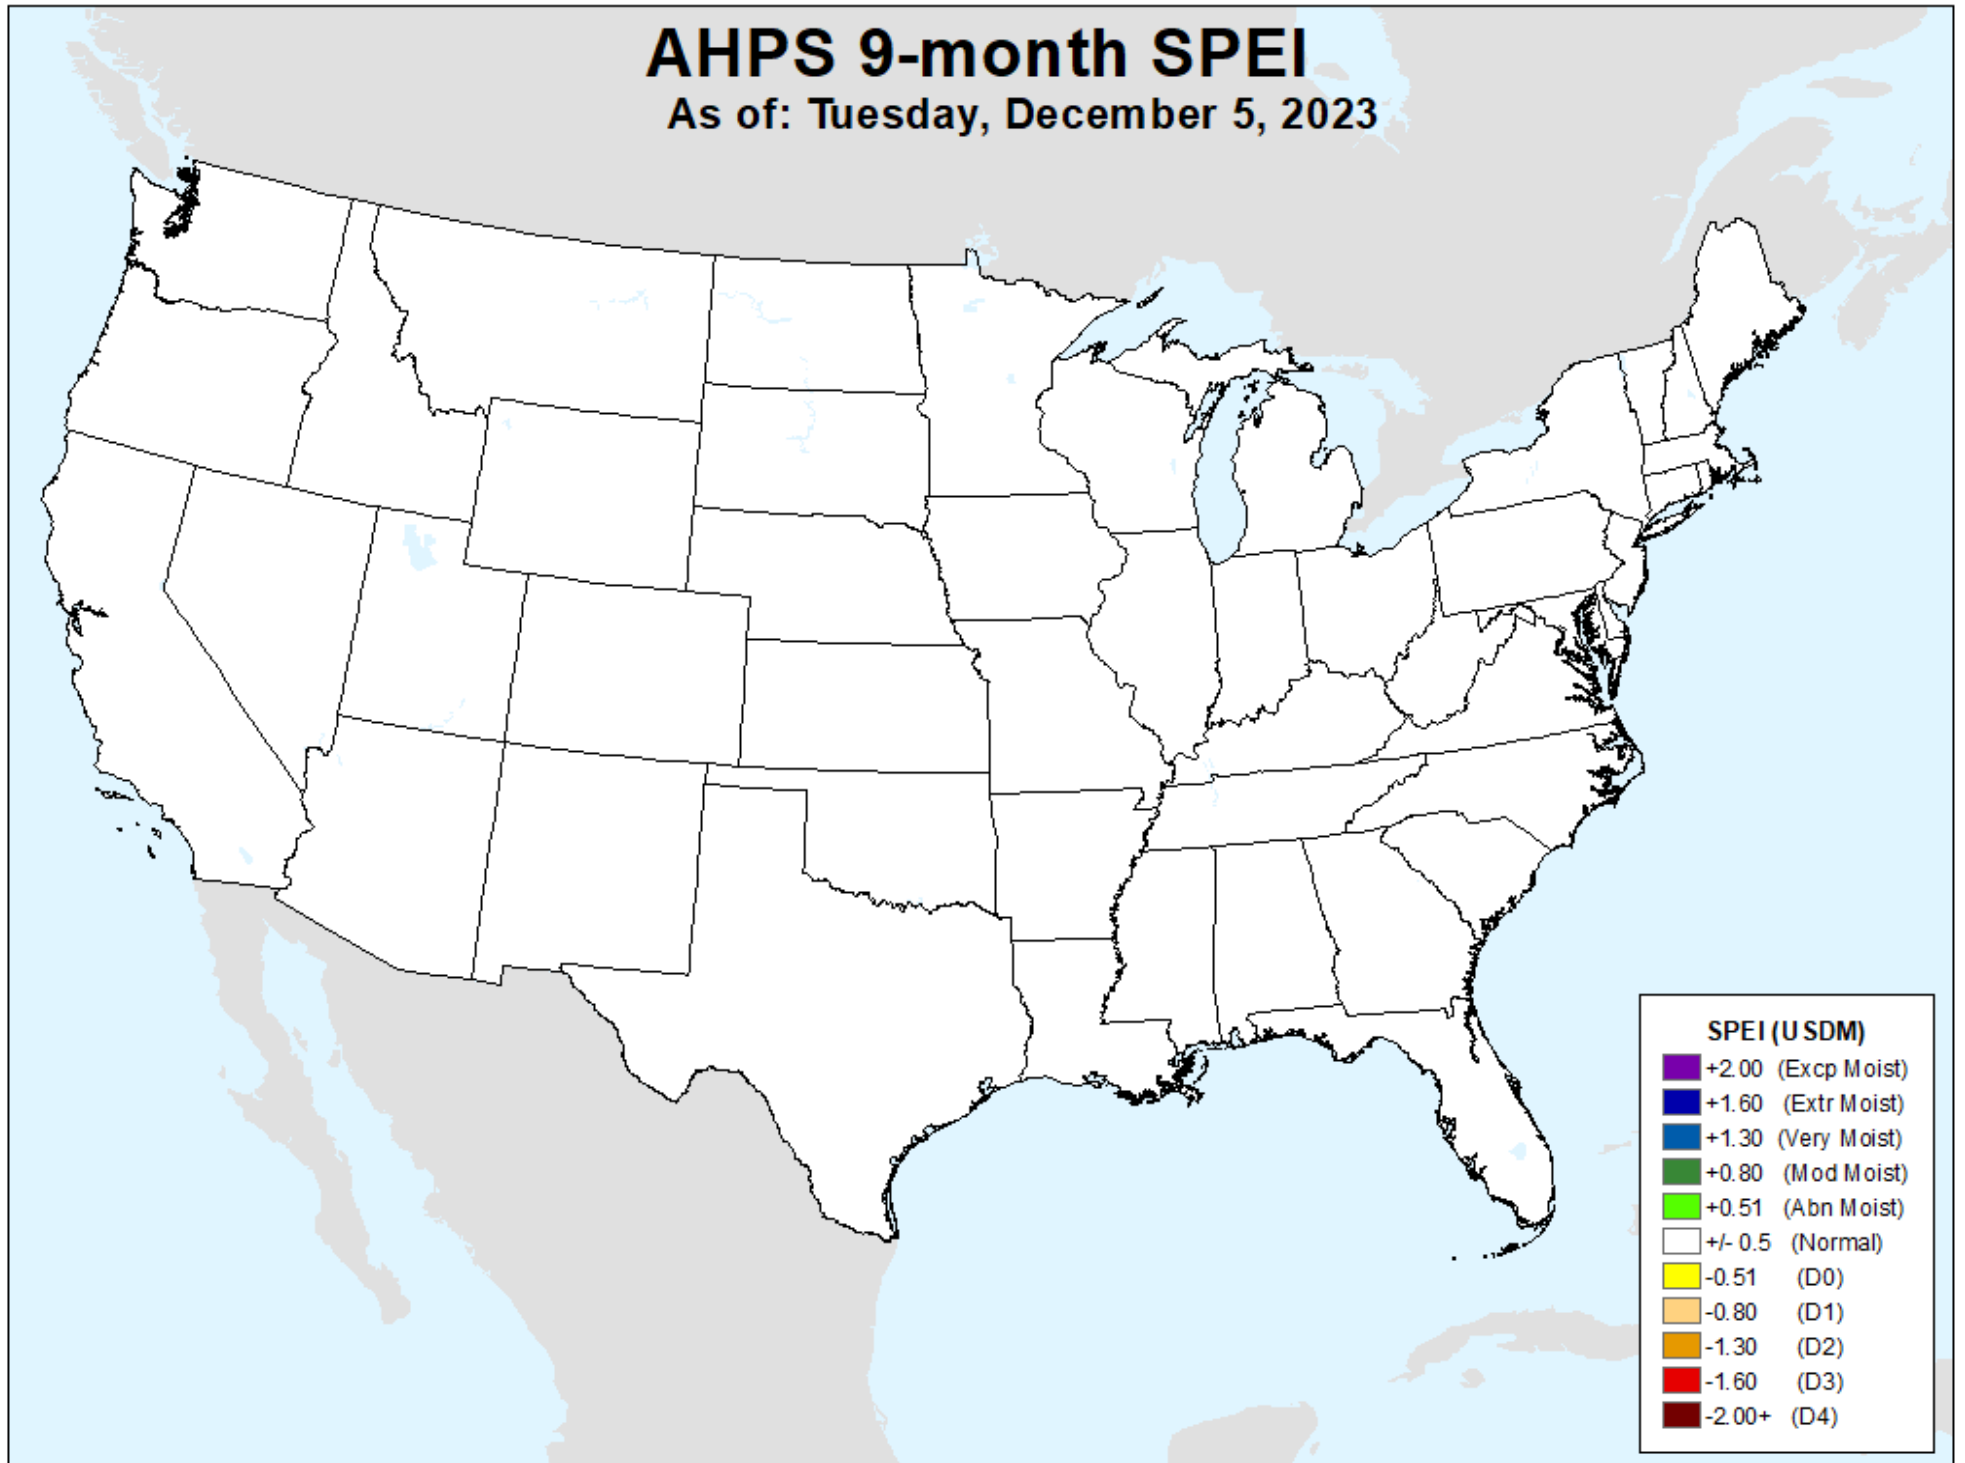 AHPS 9-month SPEI
As of: Tuesday, December 5, 2023
SPEI (USDM)
+2.00 (Excp Moist)
+1.60 (Extr Moist)
+1.30 (Very Moist)
+0.80 (Mod Moist)
+0.51 (Abn Moist)
+/- 0.5 (Normal)
-0.51 (D0)
-0.80 (D1)
-1.30 (D2)
-1.60 (D3)
-2.00+ (D4)